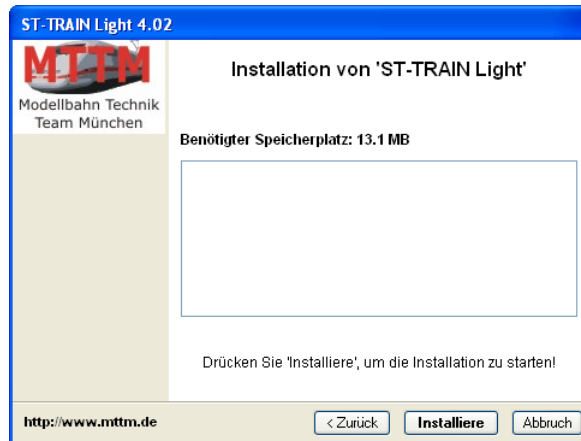 ST-TRAIN Light 4.02
MTTM
Modellbahn Technik
Team München
Installation von 'ST-TRAIN Light'
Benötigter Speicherplatz: 13.1 MB
Drücken Sie 'Installiere', um die Installation zu starten!
http://www.mttm.de
< Zurück
Installiere
Abbruch